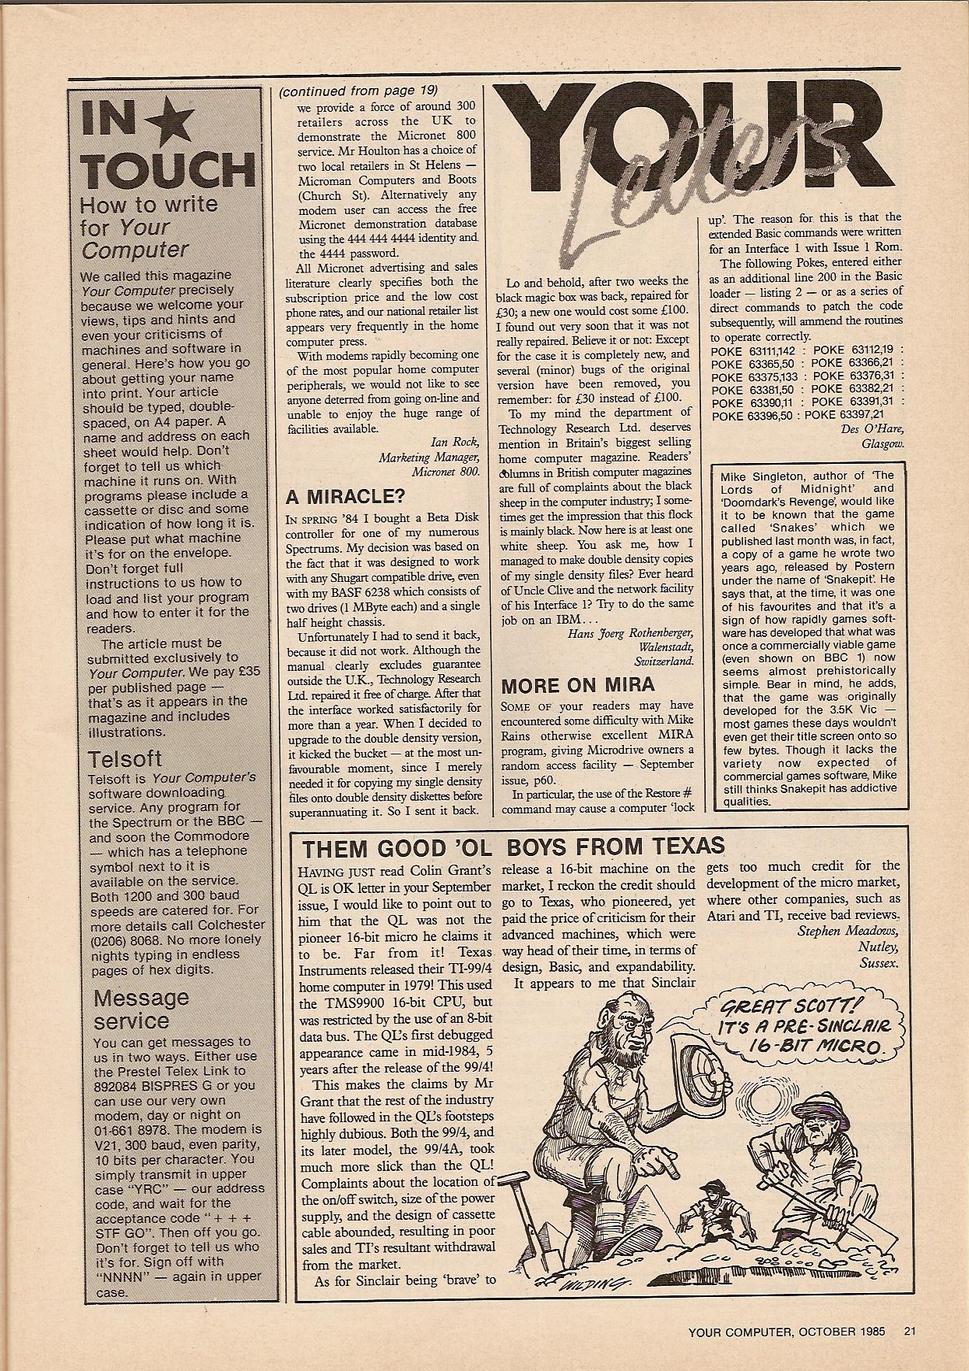 IN ★
TOUCH
How to write
for Your
Computer
We called this magazine
Your Computer precisely
because we welcome your
views, tips and hints and
even your criticisms of
machines and software in
general. Here's how you go
about getting your name
into print. Your article
should be typed, double-
spaced, on A4 paper. A
name and address on each
sheet would help. Don't
forget to tell us which
machine it runs on. With
programs please include a
cassette or disc and some
indication of how long it is.
Please put what machine
it's for on the envelope.
Don't forget full
instructions to us how to
load and list your program
and how to enter it for the
readers.
The article must be
submitted exclusively to
Your Computer. We pay £35
per published page —
that's as it appears in the
magazine and includes
illustrations.
Telsoft
Telsoft is Your Computer's
software downloading
service. Any program for
the Spectrum or the BBC —
and soon the Commodore
— which has a telephone
symbol next to it is
available on the service.
Both 1200 and 300 baud
speeds are catered for. For
more details call Colchester
(0206) 8068. No more lonely
nights typing in endless
pages of hex digits.
Message
service
You can get messages to
us in two ways. Either use
the Prestel Telex Link to
892084 BISPRES G or you
can use our very own
modem, day or night on
01-661 8978. The modem is
V21, 300 baud, even parity,
10 bits per character. You
simply transmit in upper
case “YRC” — our address
code, and wait for the
acceptance code “+ + +
STF GO”. Then off you go.
Don't forget to tell us who
it's for. Sign off with
“NNNN” — again in upper
case.
(continued from page 19)
we provide a force of around 300
retailers across the UK to
demonstrate the Micronet 800
service. Mr Houlton has a choice of
two local retailers in St Helens —
Microman Computers and Boots
(Church St). Alternatively any
modem user can access the free
Micronet demonstration database
using the 444 444 4444 identity and
the 4444 password.
All Micronet advertising and sales
literature clearly specifies both the
subscription price and the low cost
phone rates, and our national retailer list
appears very frequently in the home
computer press.
With modems rapidly becoming one
of the most popular home computer
peripherals, we would not like to see
anyone deterred from going on-line and
unable to enjoy the huge range of
facilities available.
Ian Rock,
Marketing Manager,
Micronet 800.
A MIRACLE?
IN SPRING '84 I bought a Beta Disk
controller for one of my numerous
Spectrums. My decision was based on
the fact that it was designed to work
with any Shugart compatible drive, even
with my BASF 6238 which consists of
two drives (1 MByte each) and a single
half height chassis.
Unfortunately I had to send it back,
because it did not work. Although the
manual clearly excludes guarantee
outside the U.K., Technology Research
Ltd. repaired it free of charge. After that
the interface worked satisfactorily for
more than a year. When I decided to
upgrade to the double density version,
it kicked the bucket — at the most un-
favourable moment, since I merely
needed it for copying my single density
files onto double density diskettes before
superannuating it. So I sent it back.
YOUR
Letters
Lo and behold, after two weeks the
black magic box was back, repaired for
£30; a new one would cost some £100.
I found out very soon that it was not
really repaired. Believe it or not: Except
for the case it is completely new, and
several (minor) bugs of the original
version have been removed, you
remember: for £30 instead of £100.
To my mind the department of
Technology Research Ltd. deserves
mention in Britain's biggest selling
home computer magazine. Readers'
columns in British computer magazines
are full of complaints about the black
sheep in the computer industry; I some-
times get the impression that this flock
is mainly black. Now here is at least one
white sheep. You ask me, how I
managed to make double density copies
of my single density files? Ever heard
of Uncle Clive and the network facility
of his Interface 1? Try to do the same
job on an IBM...
Hans Joerg Rothenberger,
Walenstadt,
Switzerland.
MORE ON MIRA
SOME OF your readers may have
encountered some difficulty with Mike
Rains otherwise excellent MIRA
program, giving Microdrive owners a
random access facility — September
issue, p60.
In particular, the use of the Restore #
command may cause a computer 'lock
up'. The reason for this is that the
extended Basic commands were written
for an Interface 1 with Issue 1 Rom.
The following Pokes, entered either
as an additional line 200 in the Basic
loader — listing 2 — or as a series of
direct commands to patch the code
subsequently, will ammend the routines
to operate correctly.
POKE 63111,142 : POKE 63112,19 :
POKE 63365,50 : POKE 63366,21 :
POKE 63375,133 : POKE 63376,31 :
POKE 63381,50 : POKE 63382,21 :
POKE 63390,11 : POKE 63391,31 :
POKE 63396,50 : POKE 63397,21
Des O'Hare,
Glasgow.
Mike Singleton, author of 'The
Lords of Midnight' and
'Doomdark's Revenge', would like
it to be known that the game
called 'Snakes' which we
published last month was, in fact,
a copy of a game he wrote two
years ago, released by Postern
under the name of 'Snakepit'. He
says that, at the time, it was one
of his favourites and that it's a
sign of how rapidly games soft-
ware has developed that what was
once a commercially viable game
(even shown on BBC 1) now
seems almost prehistorically
simple. Bear in mind, he adds,
that the game was originally
developed for the 3.5K Vic —
most games these days wouldn't
even get their title screen onto so
few bytes. Though it lacks the
variety now expected of
commercial games software, Mike
still thinks Snakepit has addictive
qualities.
THEM GOOD 'OL BOYS FROM TEXAS
HAVING JUST read Colin Grant's
QL is OK letter in your September
issue, I would like to point out to
him that the QL was not the
pioneer 16-bit micro he claims it
to be. Far from it! Texas
Instruments released their TI-99/4
home computer in 1979! This used
the TMS9900 16-bit CPU, but
was restricted by the use of an 8-bit
data bus. The QL's first debugged
appearance came in mid-1984, 5
years after the release of the 99/4!
This makes the claims by Mr
Grant that the rest of the industry
have followed in the QL's footsteps
highly dubious. Both the 99/4, and
its later model, the 99/4A, took
much more slick than the QL!
Complaints about the location of
the on/off switch, size of the power
supply, and the design of cassette
cable abounded, resulting in poor
sales and TI's resultant withdrawal
from the market.
As for Sinclair being 'brave' to
release a 16-bit machine on the
market, I reckon the credit should
go to Texas, who pioneered, yet
paid the price of criticism for their
advanced machines, which were
way head of their time, in terms of
design, Basic, and expandability.
It appears to me that Sinclair
gets too much credit for the
development of the micro market,
where other companies, such as
Atari and TI, receive bad reviews.
Stephen Meadows,
Nutley,
Sussex.
GREAT SCOTT!
IT'S A PRE-SINCLAIR
16-BIT MICRO.
WILDING.
YOUR COMPUTER, OCTOBER 1985 21